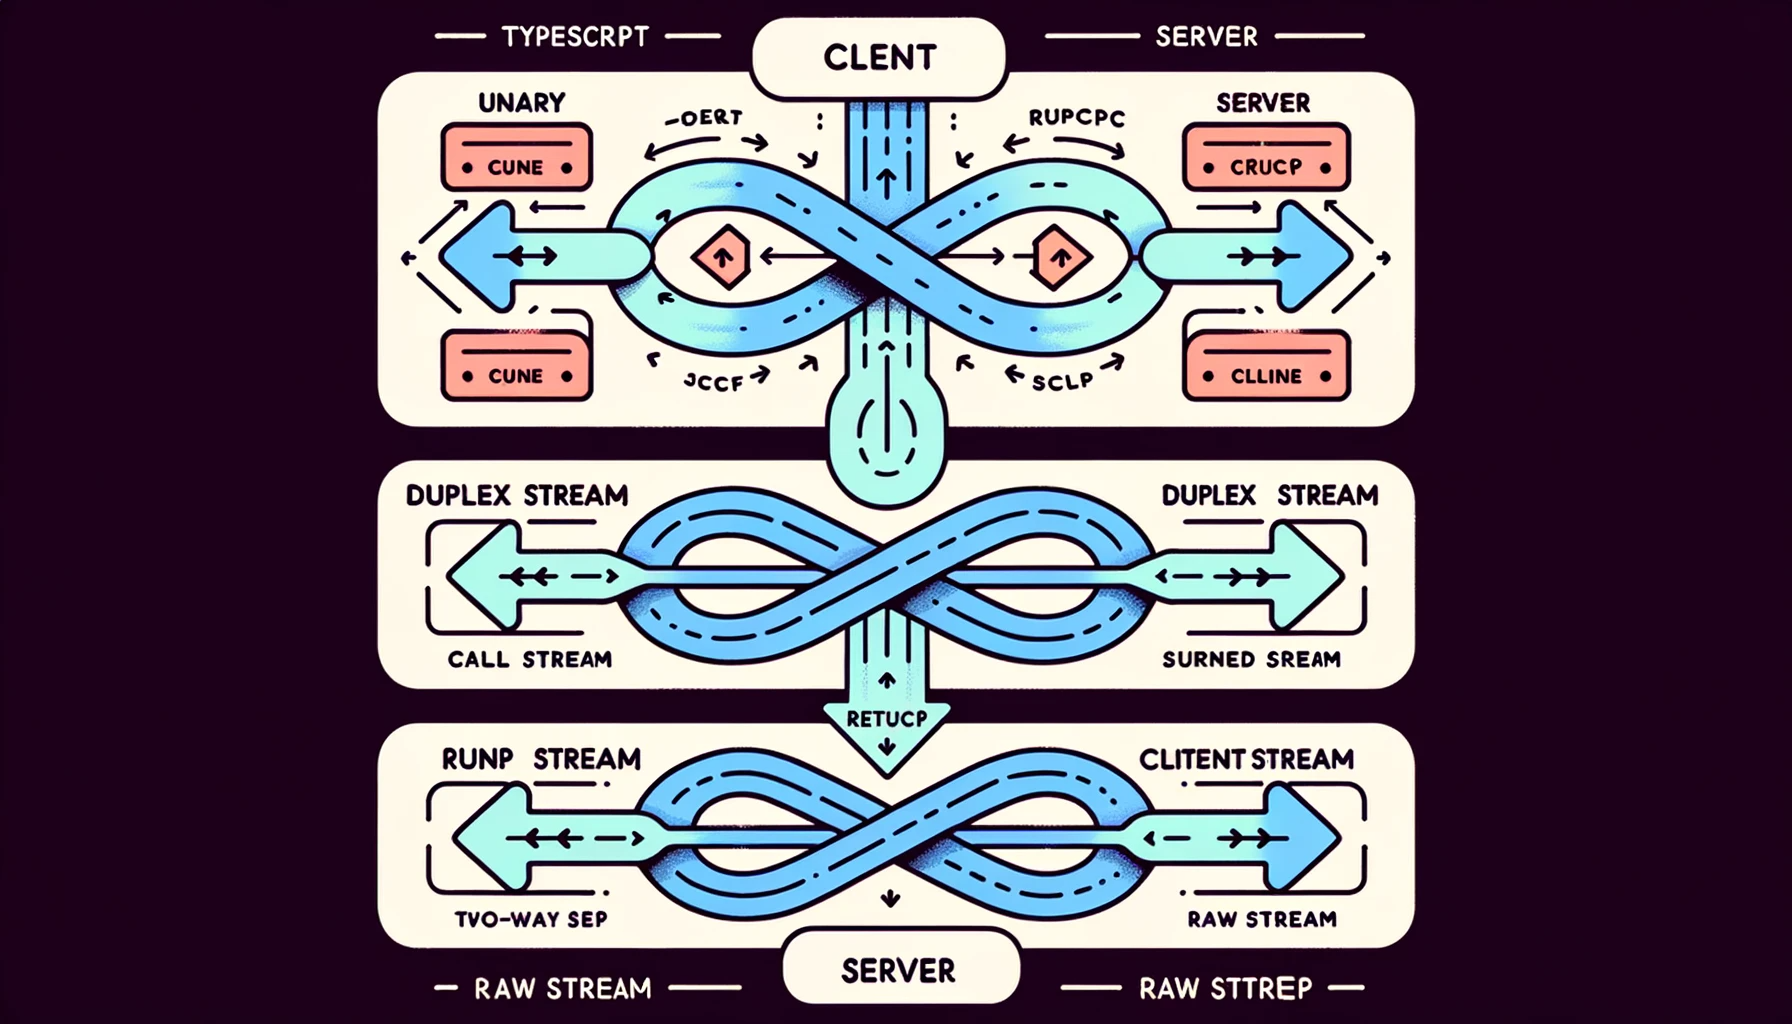 TYPESCRPT
CLENT
SERVER
UNARY
SERVER
-OERT
RUPCPC
CUNE
CRUCP
CUNE
JCCF
SCLP
CLLINE
DUPLEX STREAM
DUPLEX STREAM
CALL STREAM
SURNED SREAM
RETUCP
RUNP STREAM
CLITENT STREAM
TVO-WAY SEP
RAW STREAM
SERVER
RAW STREAM
RAW STTREP